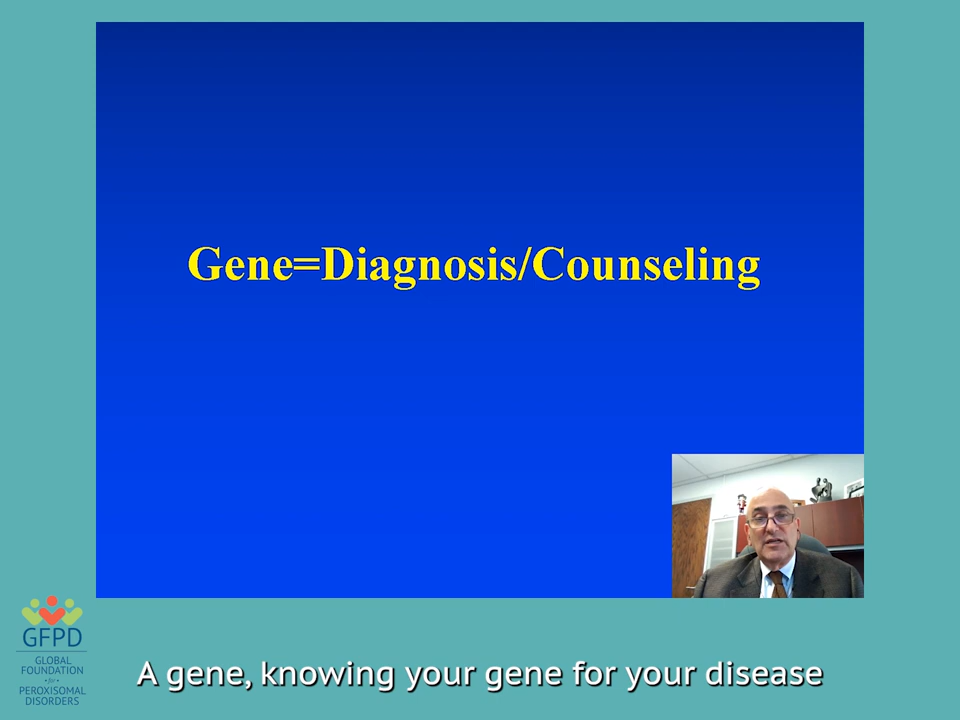 Gene=Diagnosis/Counseling
GFPD
GLOBAL
FOUNDATION
for
PEROXISOMAL
DISORDERS
A gene, knowing your gene for your disease